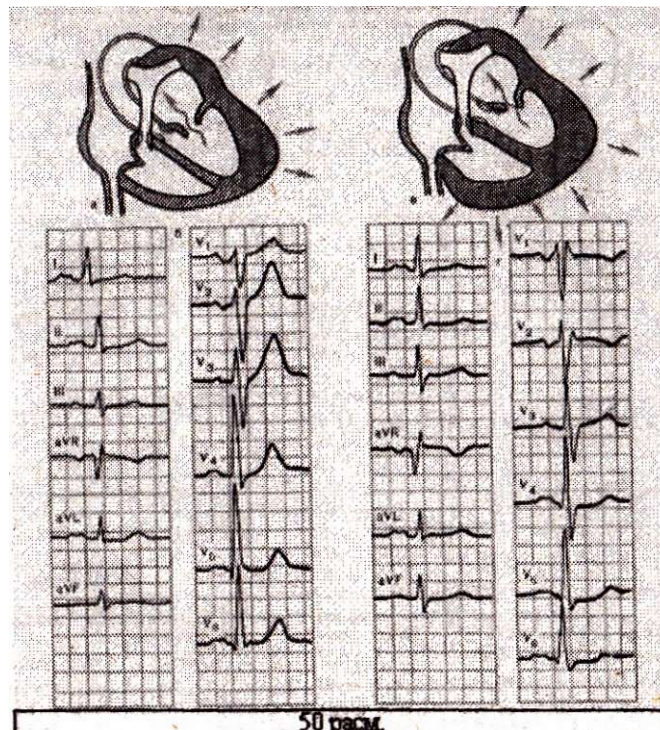 а
в
б
г
I
II
III
aVR
aVL
aVF
V1
V2
V3
V4
V5
V6
I
II
III
aVR
aVL
aVF
V1
V2
V3
V4
V5
V6
50 расм.